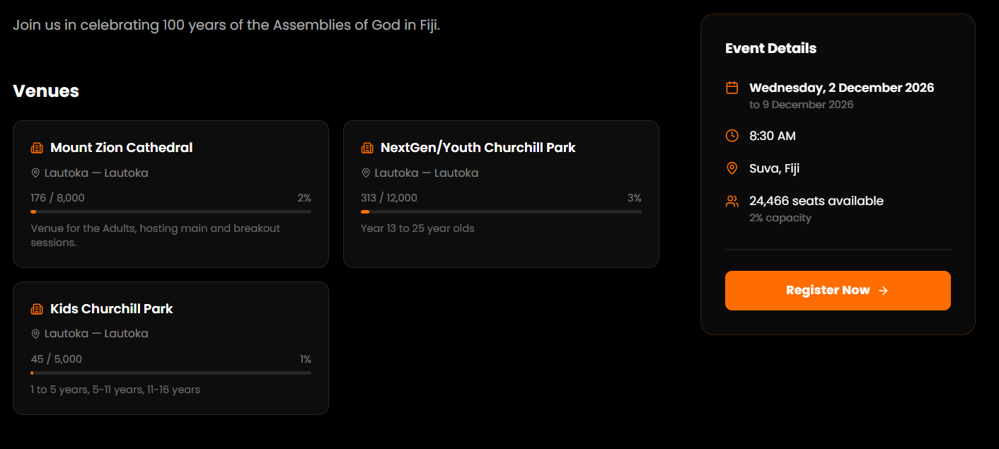 Join us in celebrating 100 years of the Assemblies of God in Fiji.
Venues
Mount Zion Cathedral
Lautoka — Lautoka
176 / 8,000 2%
Venue for the Adults, hosting main and breakout
sessions.
NextGen/Youth Churchill Park
Lautoka — Lautoka
313 / 12,000 3%
Year 13 to 25 year olds
Kids Churchill Park
Lautoka — Lautoka
45 / 5,000 1%
1 to 5 years, 5-11 years, 11-16 years
Event Details
Wednesday, 2 December 2026
to 9 December 2026
8:30 AM
Suva, Fiji
24,466 seats available
2% capacity
Register Now →